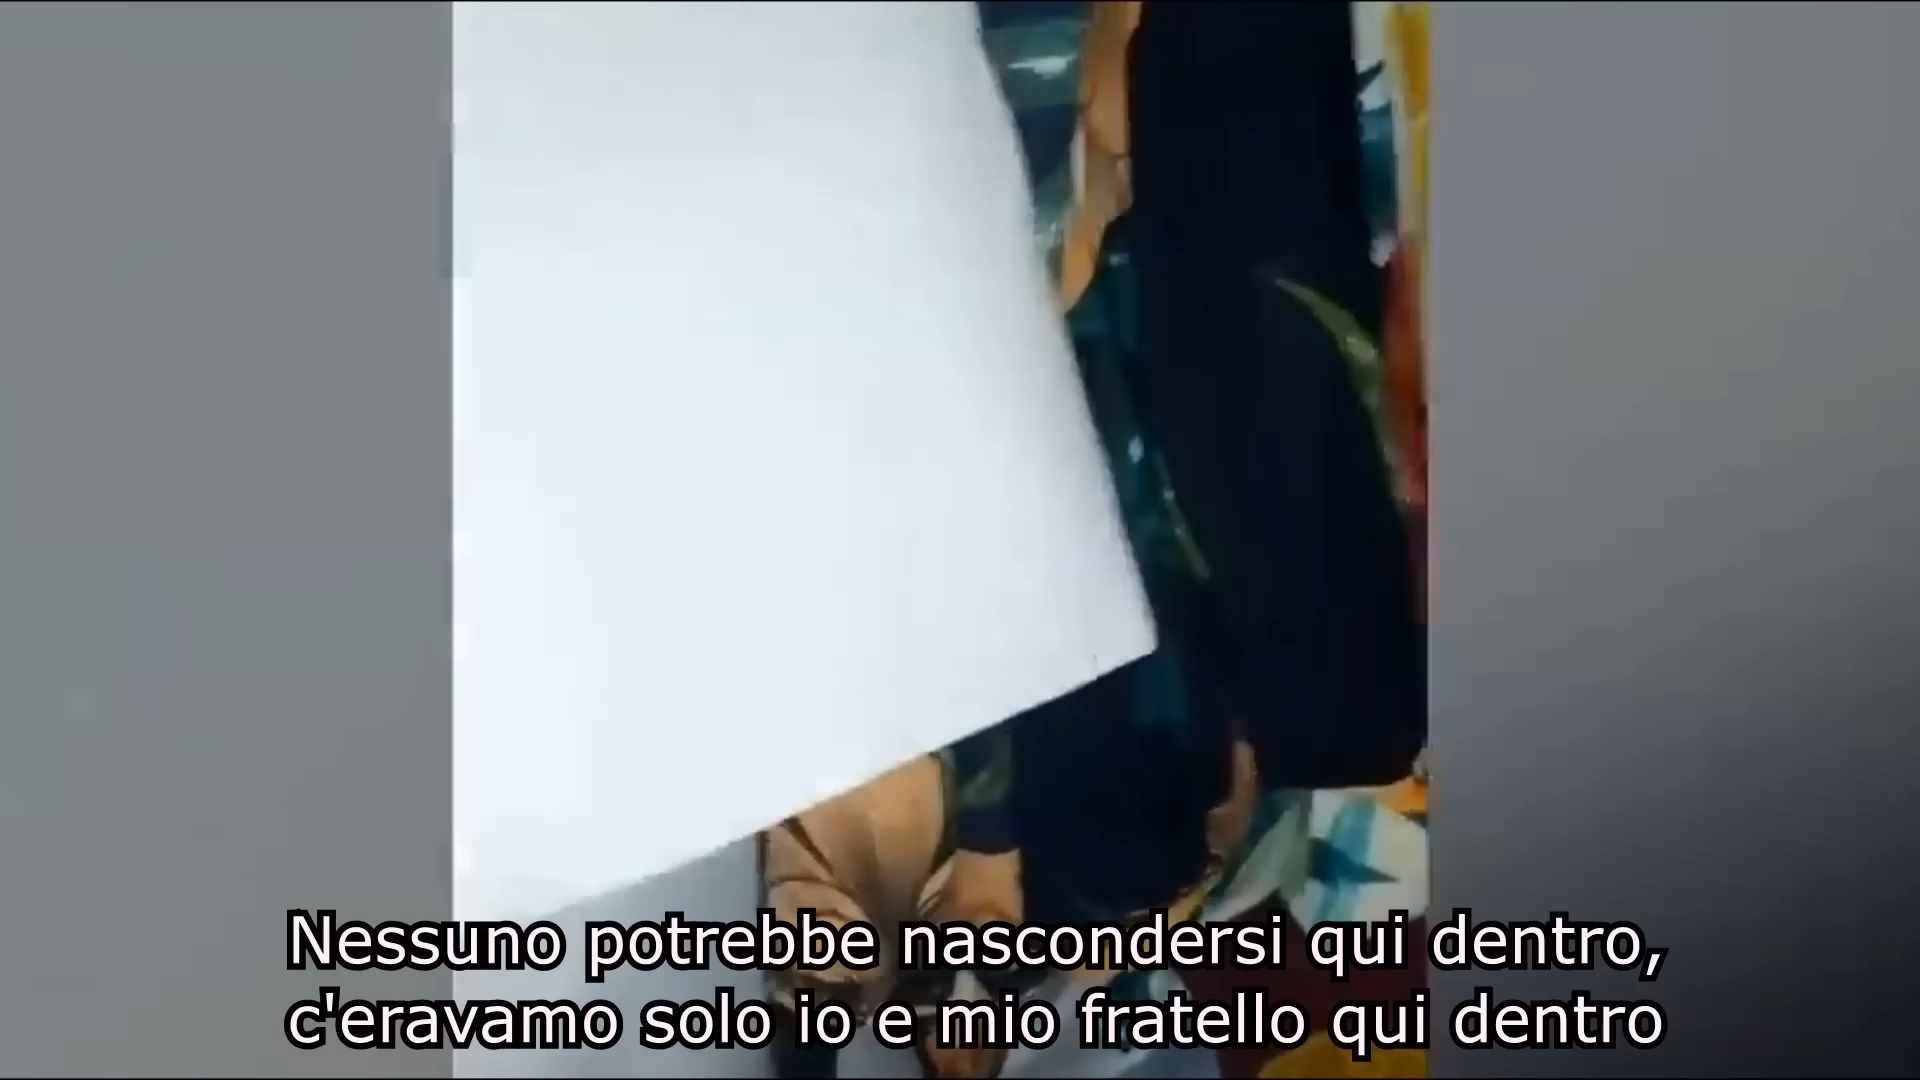 Nessuno potrebbe nascondersi qui dentro,
c'eravamo solo io e mio fratello qui dentro